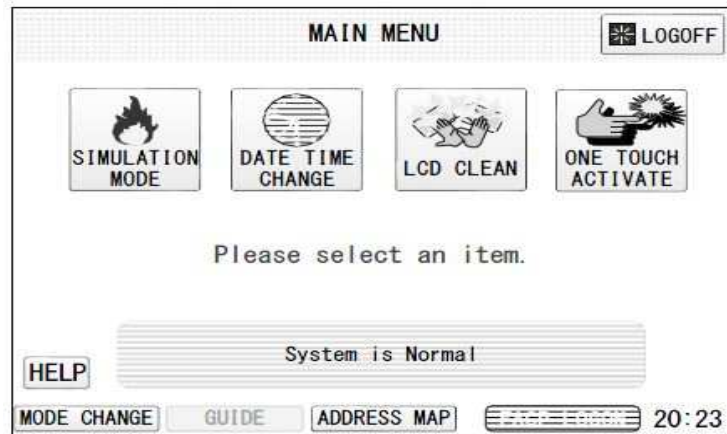 MAIN MENU
LOGOFF
SIMULATION
MODE
DATE TIME
CHANGE
LCD CLEAN
ONE TOUCH
ACTIVATE
Please select an item.
System is Normal
HELP
MODE CHANGE
GUIDE
ADDRESS MAP
20:23